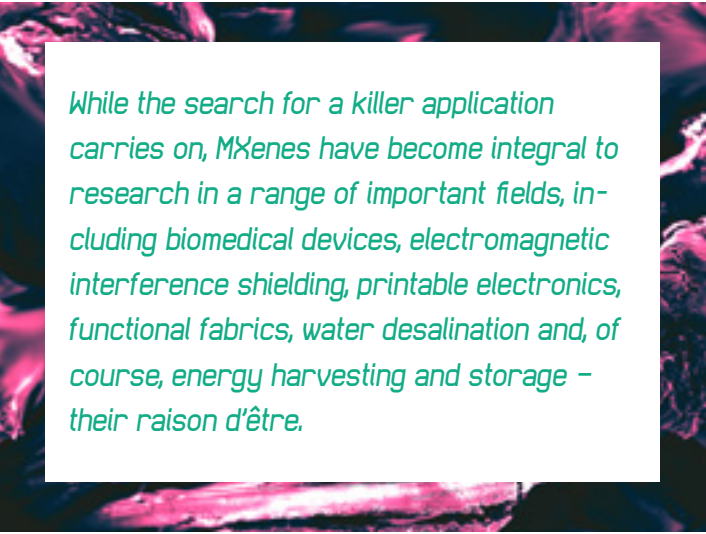 While the search for a killer application
carries on, MXenes have become integral to
research in a range of important fields, in-
cluding biomedical devices, electromagnetic
interference shielding, printable electronics,
functional fabrics, water desalination and, of
course, energy harvesting and storage –
their raison d'être.